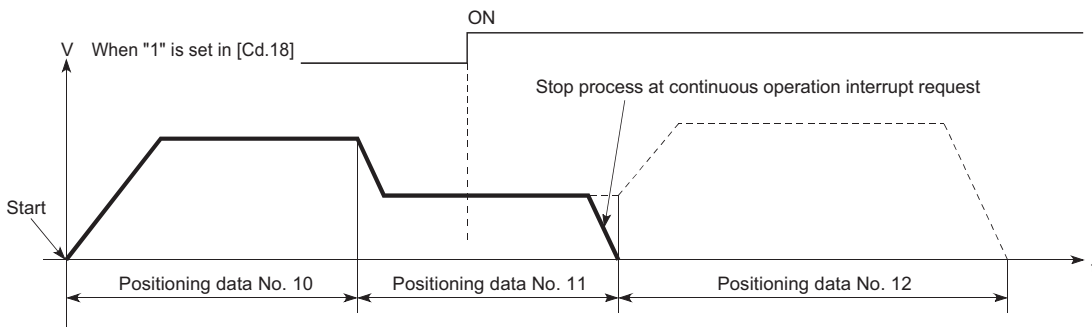 ON
V When "1" is set in [Cd.18]
Stop process at continuous operation interrupt request
Start
Positioning data No. 10
Positioning data No. 11
Positioning data No. 12